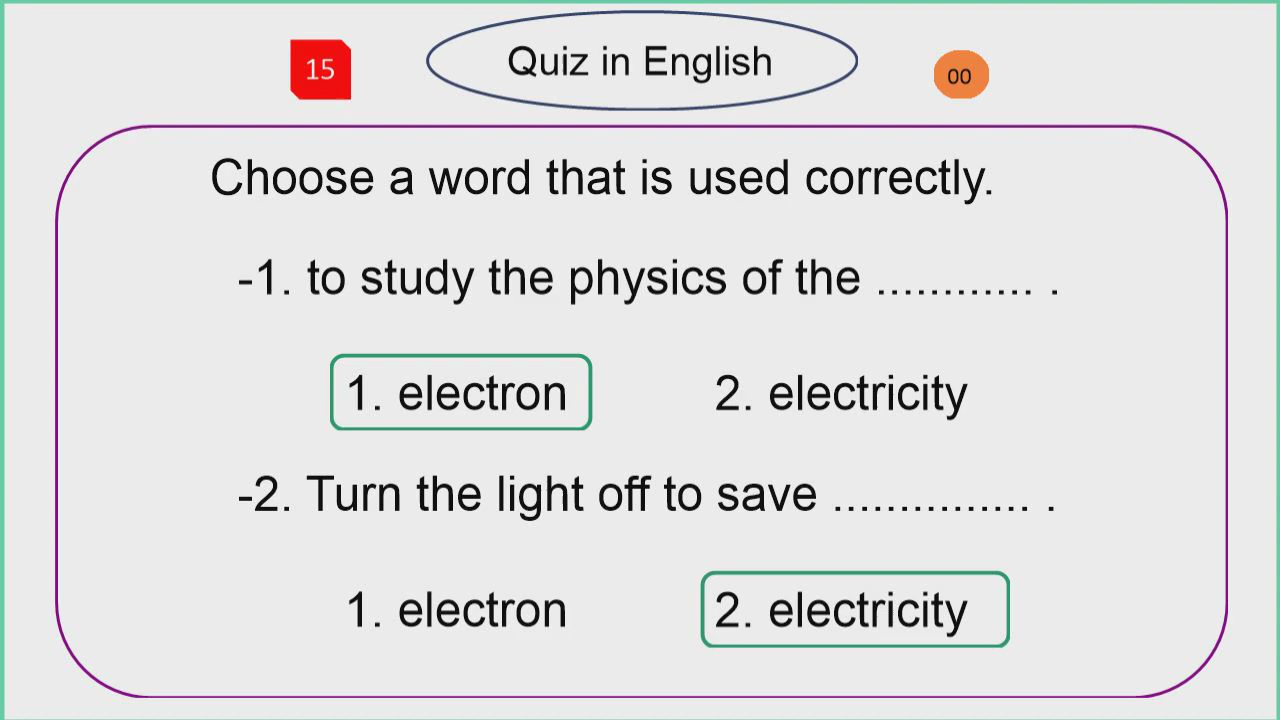 15
Quiz in English
00
Choose a word that is used correctly.
-1. to study the physics of the ............ .
1. electron 2. electricity
-2. Turn the light off to save ............... .
1. electron 2. electricity